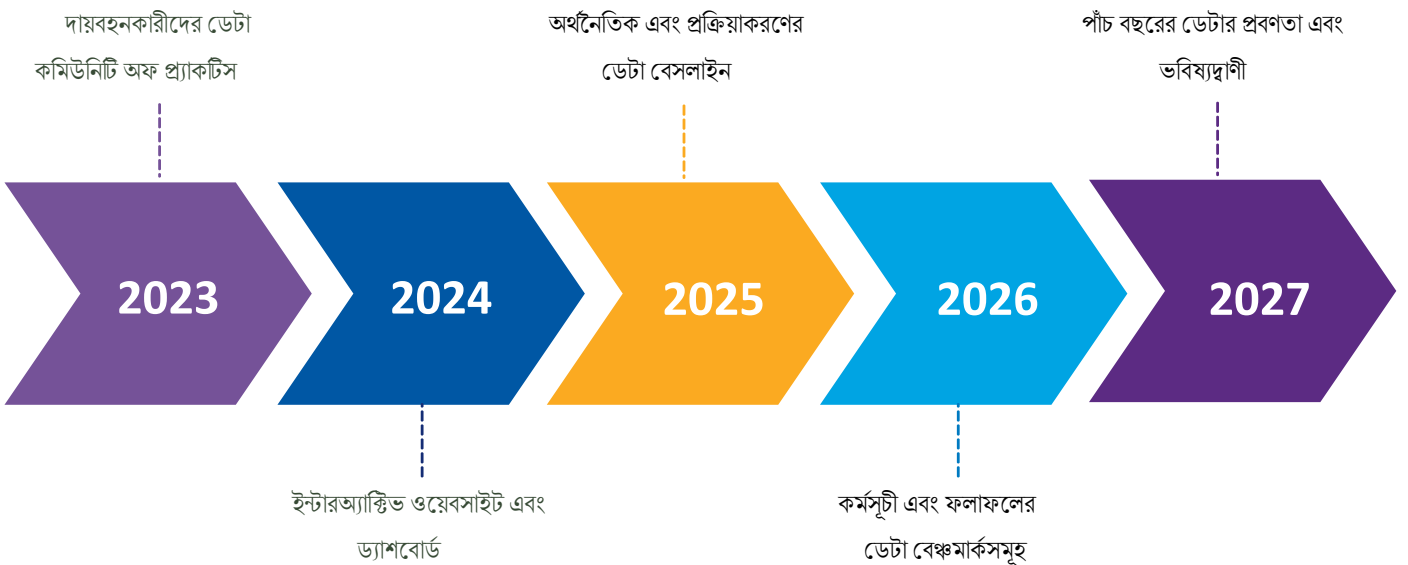 দায়বহনকারীদের ডেটা
কমিউনিটি অফ প্র্যাকটিস
অর্থনৈতিক এবং প্রক্রিয়াকরণের
ডেটা বেসলাইন
পাঁচ বছরের ডেটার প্রবণতা এবং
ভবিষ্যদ্বাণী
2023
2024
2025
2026
2027
ইন্টারঅ্যাক্টিভ ওয়েবসাইট এবং
ড্যাশবোর্ড
কর্মসূচী এবং ফলাফলের
ডেটা বেঞ্চমার্কসমূহ